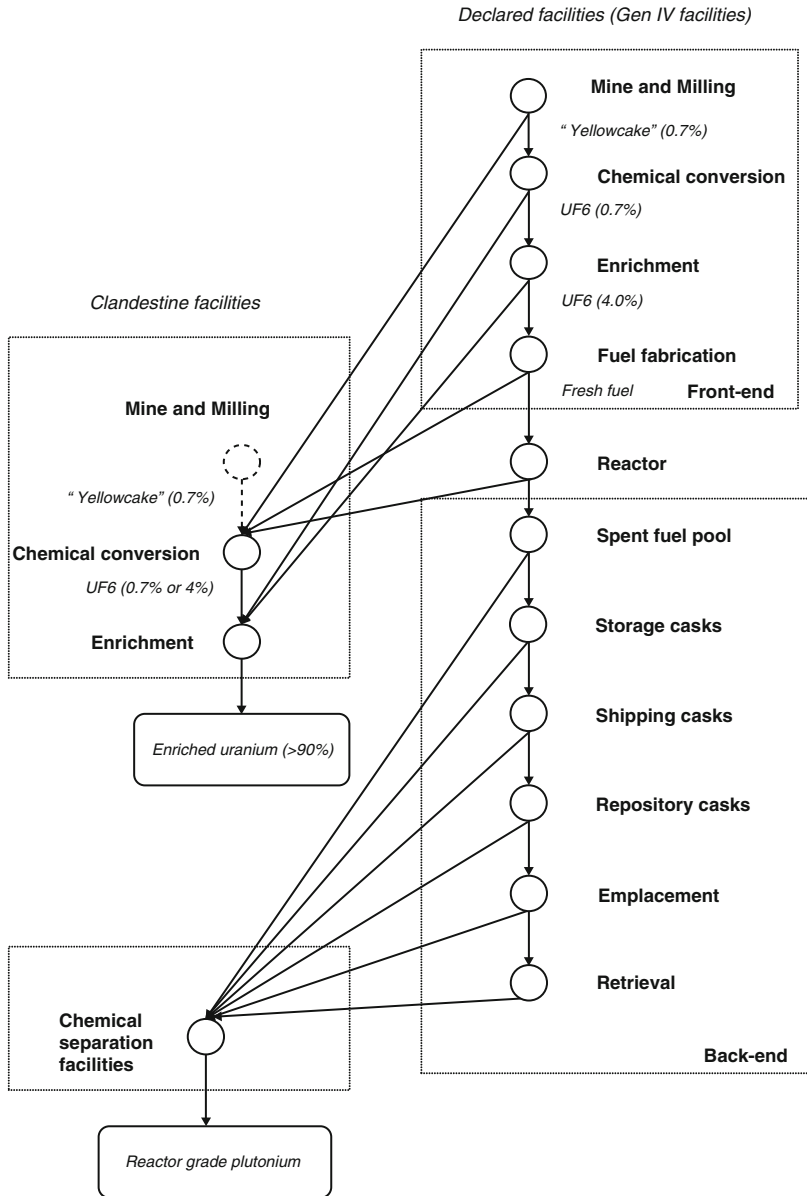 Declared facilities (Gen IV facilities)
Mine and Milling
“ Yellowcake” (0.7%)
Chemical conversion
UF6 (0.7%)
Enrichment
UF6 (4.0%)
Fuel fabrication
Fresh fuel
Front-end
Reactor
Clandestine facilities
Mine and Milling
“ Yellowcake” (0.7%)
Chemical conversion
UF6 (0.7% or 4%)
Enrichment
Enriched uranium (>90%)
Spent fuel pool
Storage casks
Shipping casks
Repository casks
Emplacement
Retrieval
Back-end
Chemical
separation
facilities
Reactor grade plutonium